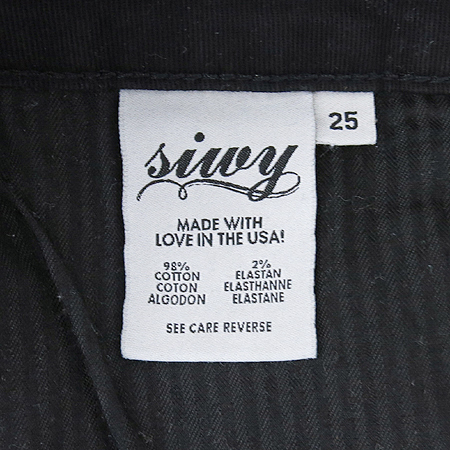 25
siwy
MADE WITH
LOVE IN THE USA!
98% 2%
COTTON ELASTAN
COTON ELASTHANNE
ALGODON ELASTANE
SEE CARE REVERSE